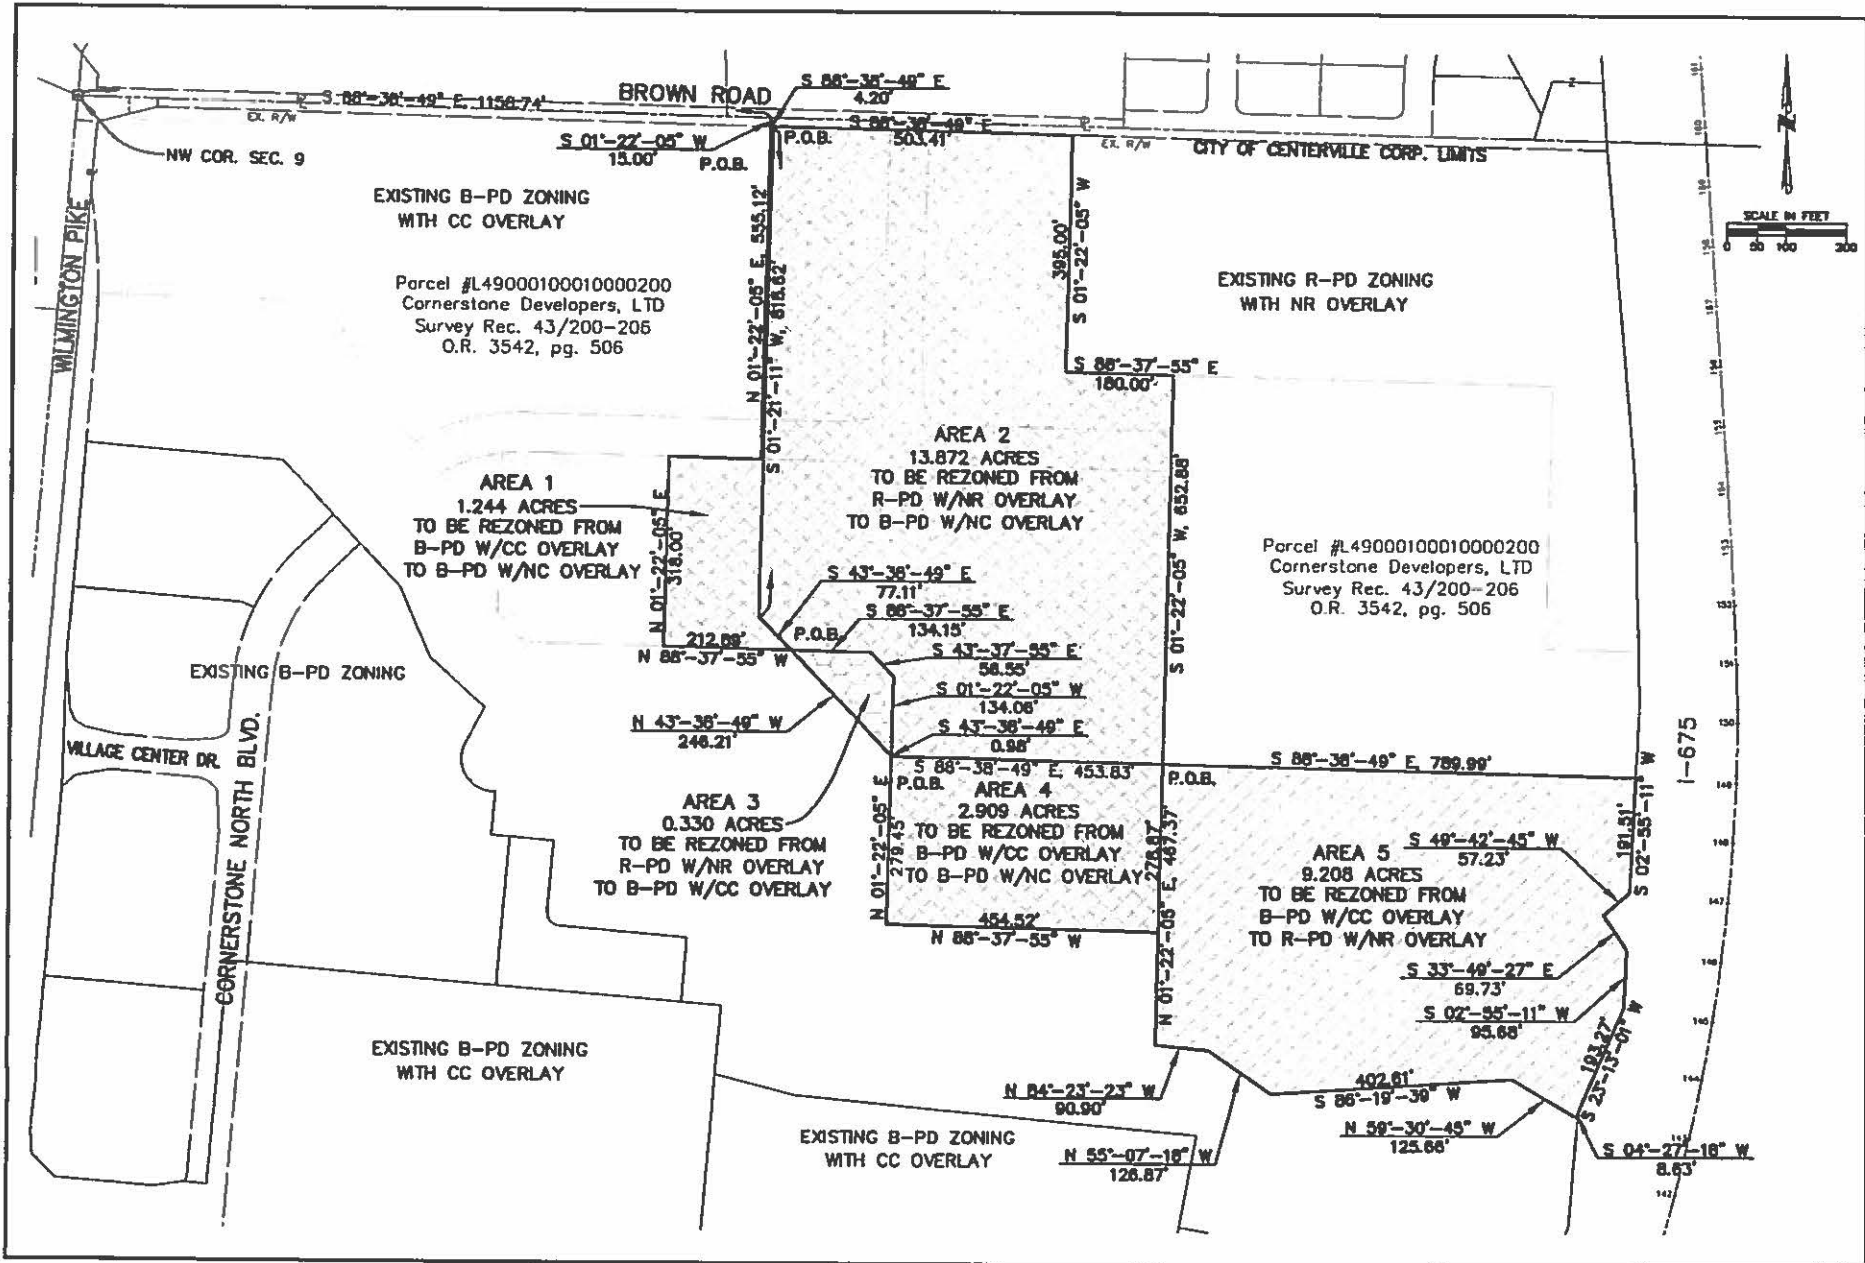 S 88°-38'-49" E, 1158.74'
BROWN ROAD
S 88°-38'-49" E
4.20'
EX. R/W
S 88°-38'-49" E
503.41'
P.O.B.
S 01°-22'-05" W
15.00'
P.O.B.
EX. R/W
CITY OF CENTERVILLE CORP. LIMITS
NW COR. SEC. 9
WILMINGTON PIKE
EXISTING B-PD ZONING
WITH CC OVERLAY
Parcel #L49000100010000200
Cornerstone Developers, LTD
Survey Rec. 43/200-206
O.R. 3542, pg. 506
N 01°-22'-05" E, 555.12'
S 01°-21'-11" W, 618.62'
395.00'
S 01°-22'-05" W
EXISTING R-PD ZONING
WITH NR OVERLAY
N
SCALE IN FEET
0 50 100 200
S 88°-37'-55" E
180.00'
AREA 2
13.872 ACRES
TO BE REZONED FROM
R-PD W/NR OVERLAY
TO B-PD W/NC OVERLAY
AREA 1
1.244 ACRES
TO BE REZONED FROM
B-PD W/CC OVERLAY
TO B-PD W/NC OVERLAY
N 01°-22'-05" E
318.00'
S 01°-22'-05" W, 652.88'
Parcel #L49000100010000200
Cornerstone Developers, LTD
Survey Rec. 43/200-206
O.R. 3542, pg. 506
S 43°-38'-49" E
77.11'
S 88°-37'-55" E
134.15'
P.O.B.
212.89'
N 88°-37'-55" W
S 43°-37'-55" E
56.55'
S 01°-22'-05" W
134.06'
S 43°-38'-49" E
0.98'
N 43°-38'-49" W
246.21'
EXISTING B-PD ZONING
VILLAGE CENTER DR.
CORNERSTONE NORTH BLVD.
S 88°-38'-49" E, 453.83'
P.O.B.
P.O.B.
S 88°-38'-49" E, 789.99'
I-675
AREA 3
0.330 ACRES
TO BE REZONED FROM
R-PD W/NR OVERLAY
TO B-PD W/CC OVERLAY
N 01°-22'-05" E
279.45'
AREA 4
2.909 ACRES
TO BE REZONED FROM
B-PD W/CC OVERLAY
TO B-PD W/NC OVERLAY
278.87'
N 01°-22'-05" E, 467.37'
454.52'
N 88°-37'-55" W
AREA 5
9.208 ACRES
TO BE REZONED FROM
B-PD W/CC OVERLAY
TO R-PD W/NR OVERLAY
191.51'
S 02°-55'-11" W
S 49°-42'-45" W
57.23'
S 33°-49'-27" E
69.73'
S 02°-55'-11" W
95.68'
193.27'
S 23°-13'-01" W
EXISTING B-PD ZONING
WITH CC OVERLAY
N 84°-23'-23" W
90.90'
402.61'
S 86°-19'-39" W
N 59°-30'-45" W
125.66'
EXISTING B-PD ZONING
WITH CC OVERLAY
N 55°-07'-18" W
126.87'
S 04°-27'-18" W
8.63'